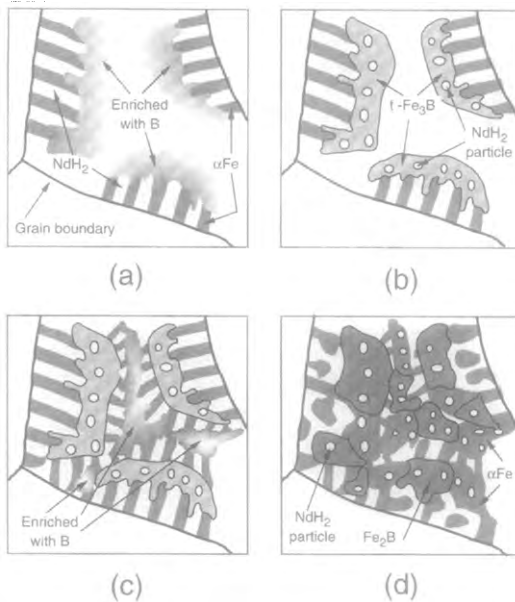 Enriched
with B
NdH2
αFe
Grain boundary
(a)
t -Fe3B
NdH2
particle
(b)
Enriched
with B
(c)
αFe
NdH2
particle
Fe2B
(d)